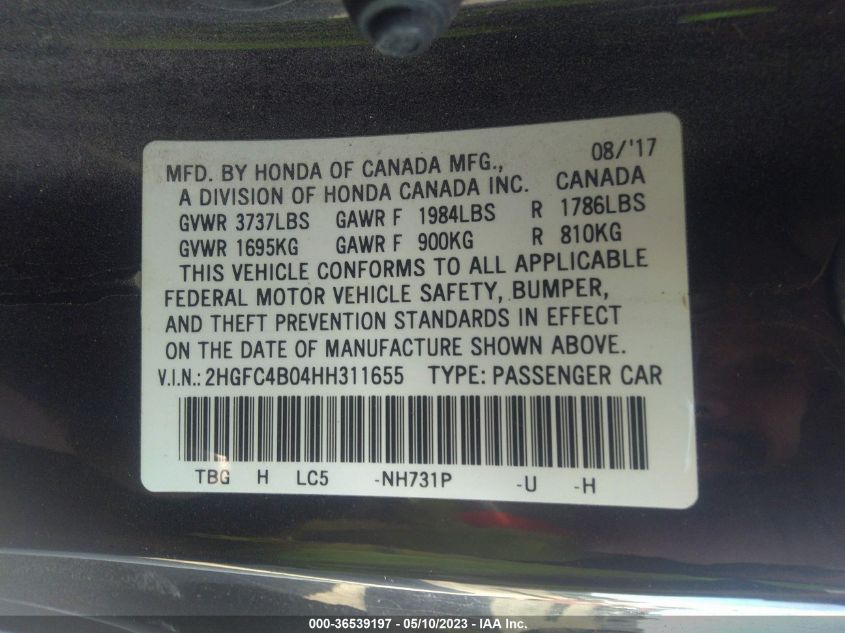 08/'17
MFD. BY HONDA OF CANADA MFG.,
A DIVISION OF HONDA CANADA INC. CANADA
GVWR 3737LBS GAWR F 1984LBS R 1786LBS
GVWR 1695KG GAWR F 900KG R 810KG
THIS VEHICLE CONFORMS TO ALL APPLICABLE
FEDERAL MOTOR VEHICLE SAFETY, BUMPER,
AND THEFT PREVENTION STANDARDS IN EFFECT
ON THE DATE OF MANUFACTURE SHOWN ABOVE.
V.I.N.: 2HGFC4B04HH311655 TYPE: PASSENGER CAR
TBG H LC5 -NH731P -U -H
000-36539197 - 05/10/2023 - IAA Inc.